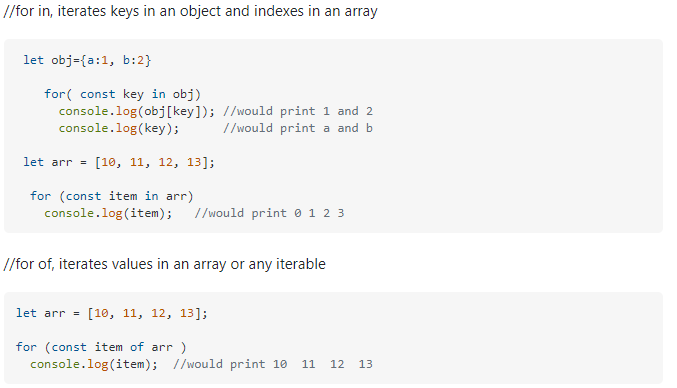 //for in, iterates keys in an object and indexes in an array
let obj={a:1, b:2}
for( const key in obj)
console.log(obj[key]); //would print 1 and 2
console.log(key);      //would print a and b
let arr = [10, 11, 12, 13];
for (const item in arr)
console.log(item);   //would print 0 1 2 3
//for of, iterates values in an array or any iterable
let arr = [10, 11, 12, 13];
for (const item of arr )
console.log(item);  //would print 10  11  12  13